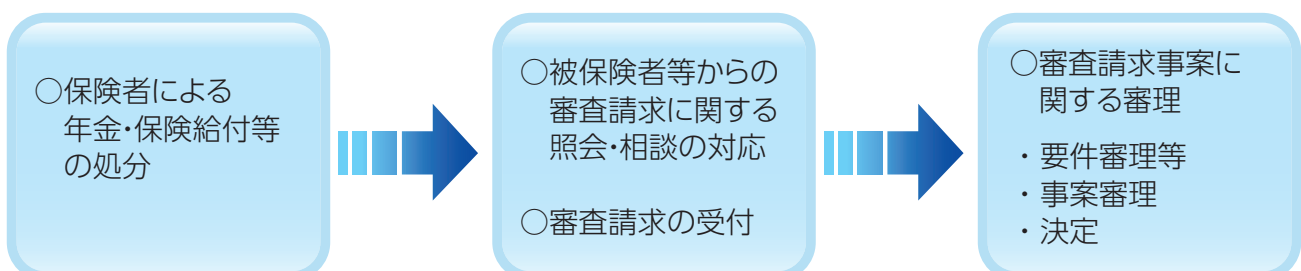 ○保険者による
年金・保険給付等
の処分
○被保険者等からの
審査請求に関する
照会・相談の対応
○審査請求の受付
○審査請求事案に
関する審理
・要件審理等
・事案審理
・決定